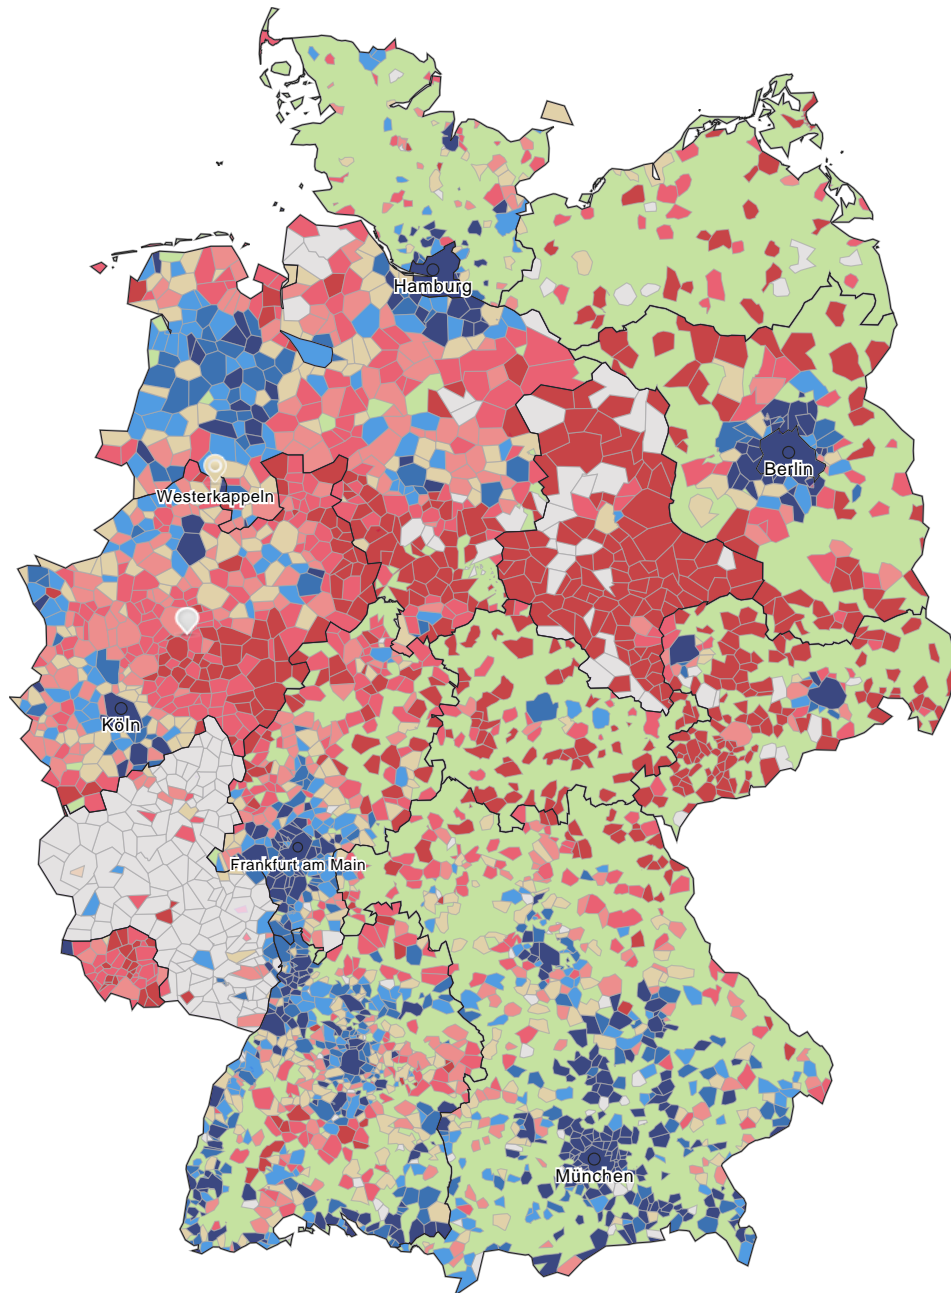 Hamburg
Berlin
Westerkappeln
Köln
Frankfurt am Main
München